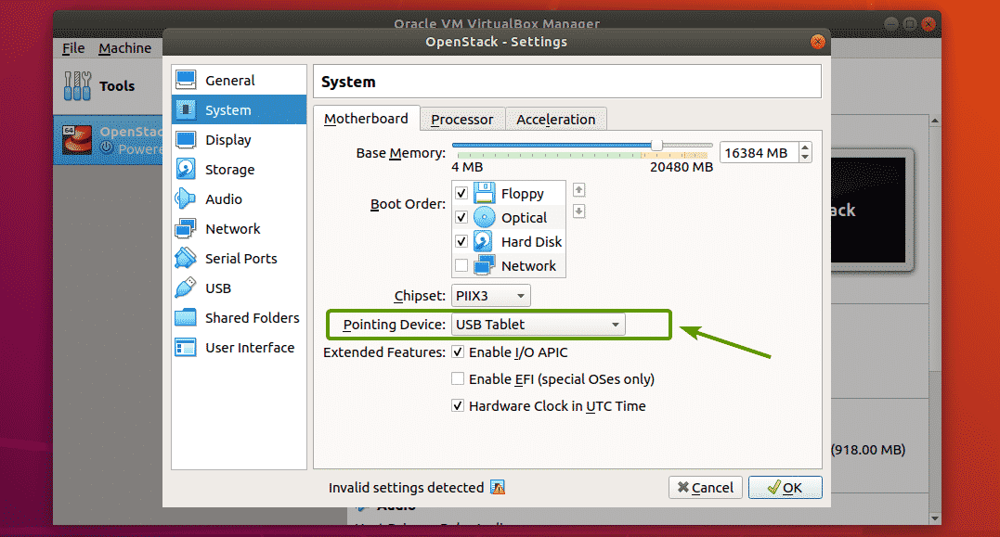 Oracle VM VirtualBox Manager
OpenStack - Settings
File Machine
Tools
64
OpenStac
Powere
General
System
Display
Storage
Audio
Network
Serial Ports
USB
Shared Folders
User Interface
System
Motherboard Processor Acceleration
Base Memory: 16384 MB
4 MB 20480 MB
Boot Order:
Floppy
Optical
Hard Disk
Network
Chipset: PIIX3
Pointing Device: USB Tablet
Extended Features: Enable I/O APIC
Enable EFI (special OSes only)
Hardware Clock in UTC Time
ack
(918.00 MB)
Invalid settings detected
Cancel OK
Audio